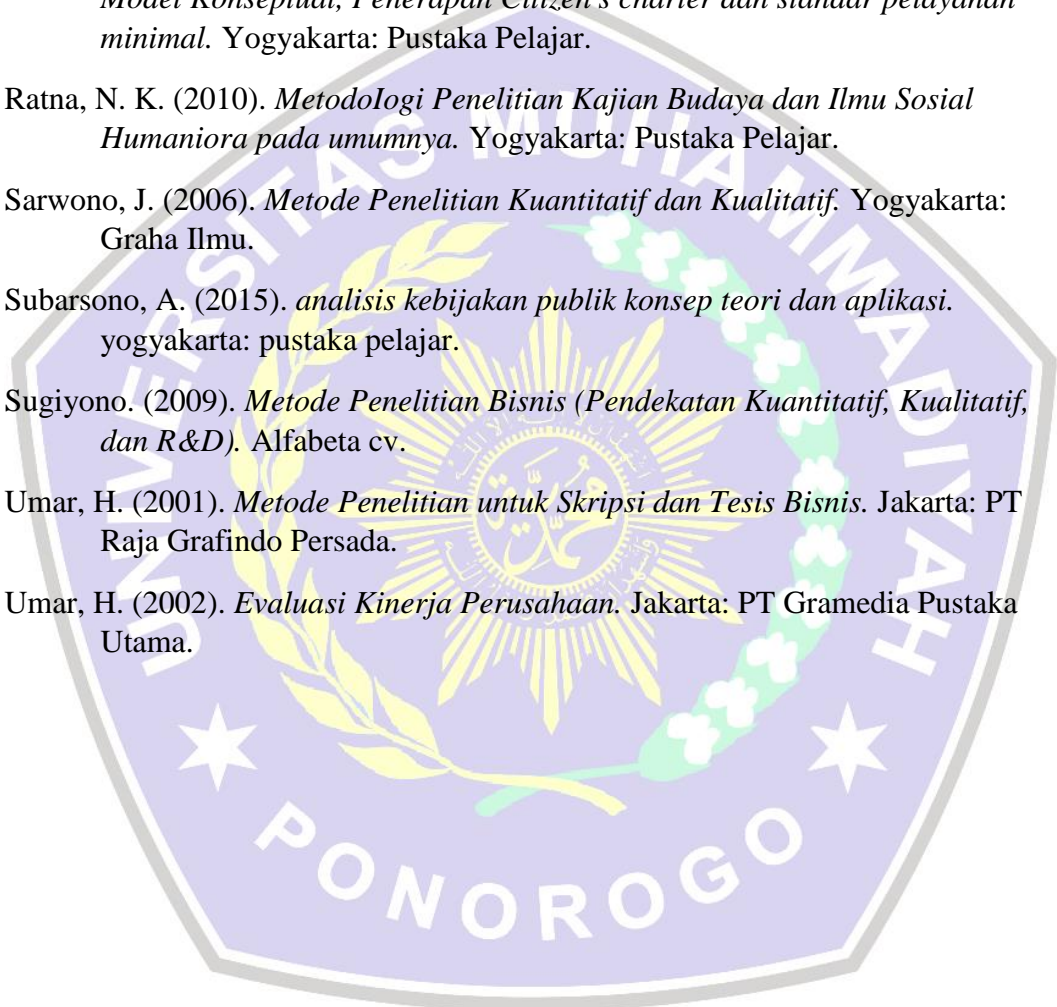 Model Konseptual, Penerapan Citizen's charter dan standar pelayanan
minimal. Yogyakarta: Pustaka Pelajar.
Ratna, N. K. (2010). MetodoIogi Penelitian Kajian Budaya dan Ilmu Sosial
Humaniora pada umumnya. Yogyakarta: Pustaka Pelajar.
Sarwono, J. (2006). Metode Penelitian Kuantitatif dan Kualitatif. Yogyakarta:
Graha Ilmu.
Subarsono, A. (2015). analisis kebijakan publik konsep teori dan aplikasi.
yogyakarta: pustaka pelajar.
Sugiyono. (2009). Metode Penelitian Bisnis (Pendekatan Kuantitatif, Kualitatif,
dan R&D). Alfabeta cv.
Umar, H. (2001). Metode Penelitian untuk Skripsi dan Tesis Bisnis. Jakarta: PT
Raja Grafindo Persada.
Umar, H. (2002). Evaluasi Kinerja Perusahaan. Jakarta: PT Gramedia Pustaka
Utama.
UNIVERSITAS MUHAMMADIYAH
PONOROGO